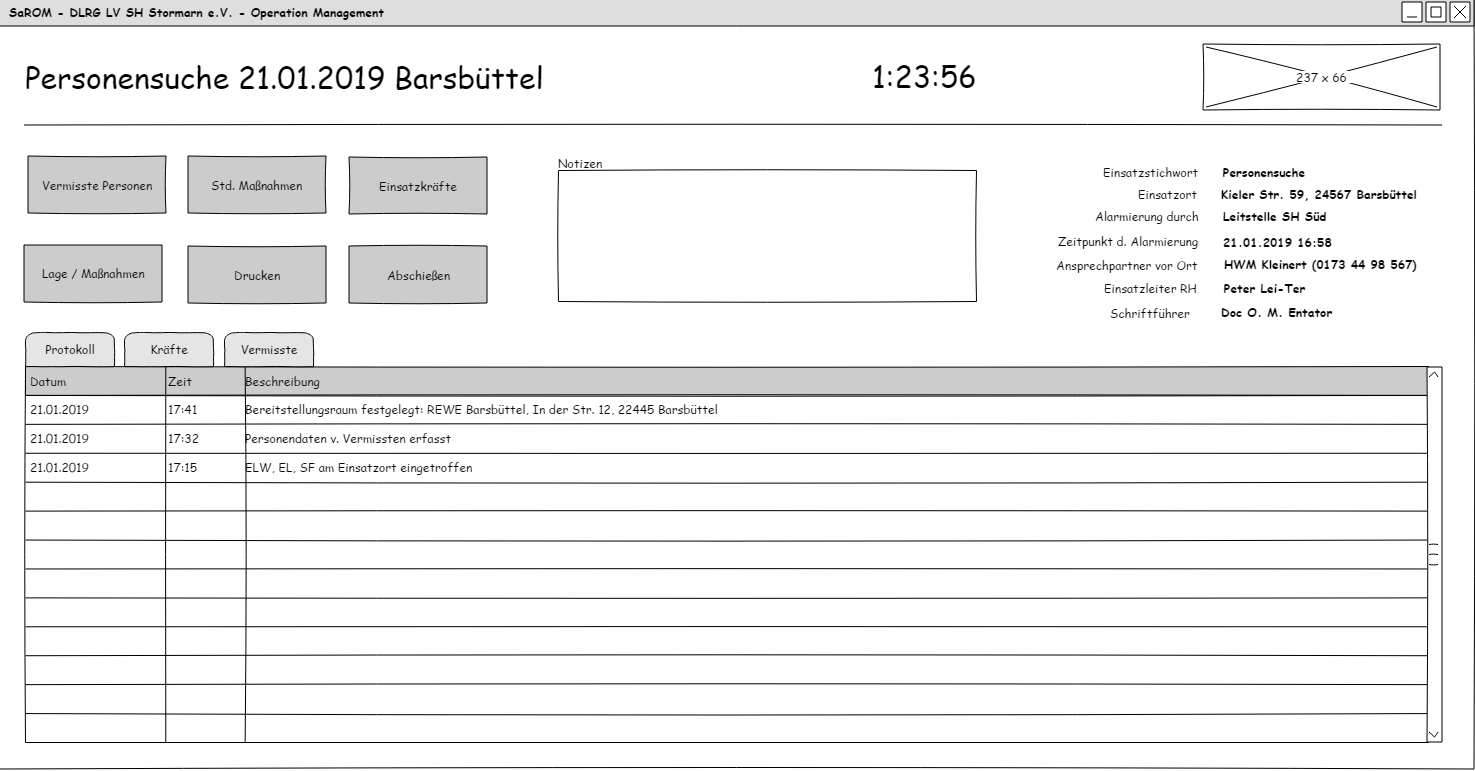 SaROM - DLRG LV SH Stormarn e.V. - Operation Management
Personensuche 21.01.2019 Barsbüttel
1:23:56
237 x 66
Vermisste Personen
Std. Maßnahmen
Einsatzkräfte
Lage / Maßnahmen
Drucken
Abschießen
Notizen
Einsatzstichwort Personensuche
Einsatzort Kieler Str. 59, 24567 Barsbüttel
Alarmierung durch Leitstelle SH Süd
Zeitpunkt d. Alarmierung 21.01.2019 16:58
Ansprechpartner vor Ort HWM Kleinert (0173 44 98 567)
Einsatzleiter RH Peter Lei-Ter
Schriftführer Doc O. M. Entator
Protokoll Kräfte Vermisste
Datum Zeit Beschreibung
21.01.2019 17:41 Bereitstellungsraum festgelegt: REWE Barsbüttel, In der Str. 12, 22445 Barsbüttel
21.01.2019 17:32 Personendaten v. Vermissten erfasst
21.01.2019 17:15 ELW, EL, SF am Einsatzort eingetroffen